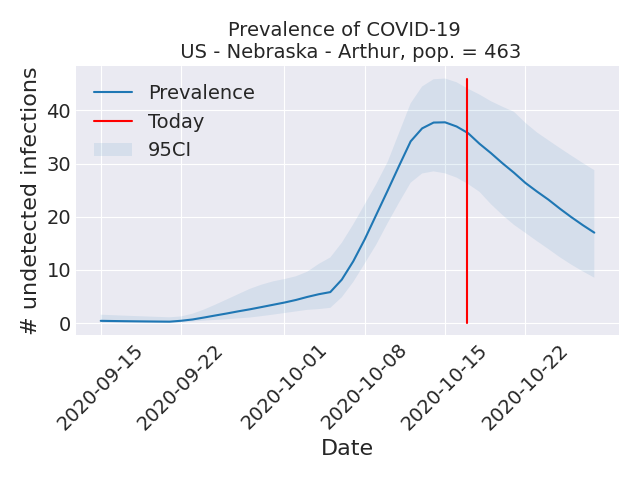 Prevalence of COVID-19
US - Nebraska - Arthur, pop. = 463
# undetected infections
40
30
20
10
0
Prevalence
Today
95CI
2020-09-15
2020-09-22
2020-10-01
2020-10-08
2020-10-15
2020-10-22
Date